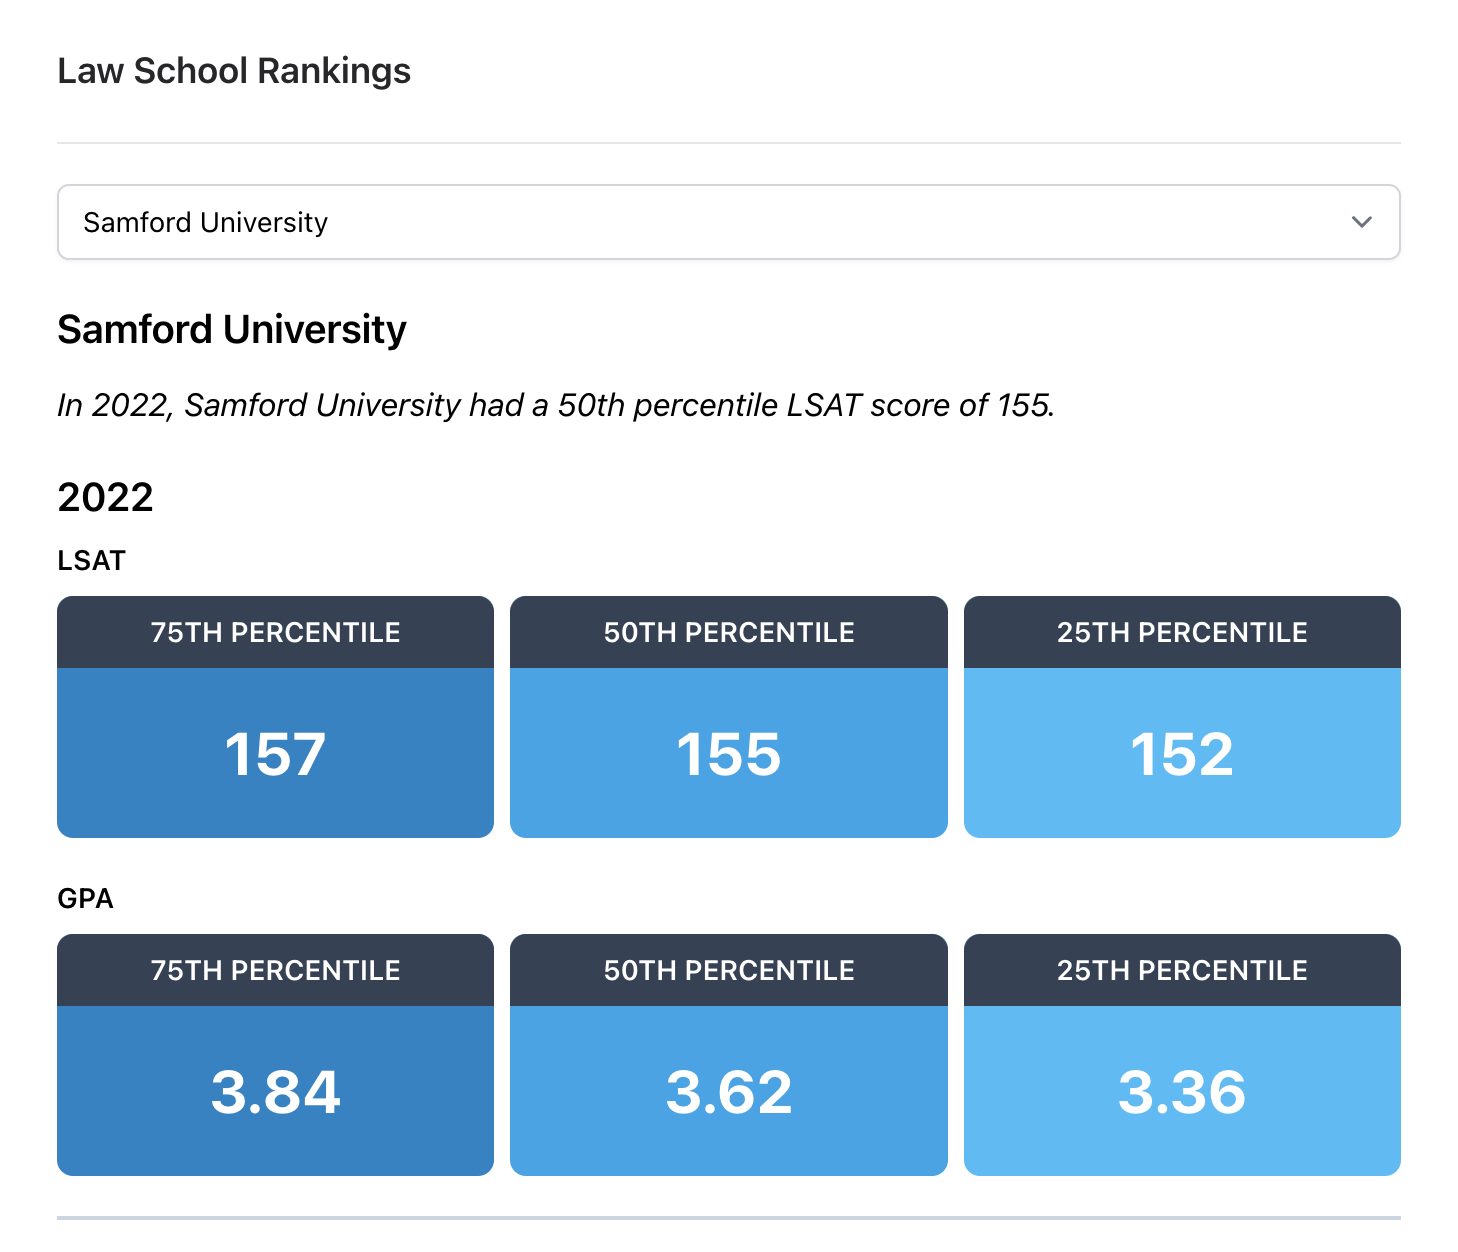 Law School Rankings
Samford University
Samford University
In 2022, Samford University had a 50th percentile LSAT score of 155.
2022
LSAT
75TH PERCENTILE 50TH PERCENTILE 25TH PERCENTILE
157 155 152
GPA
75TH PERCENTILE 50TH PERCENTILE 25TH PERCENTILE
3.84 3.62 3.36